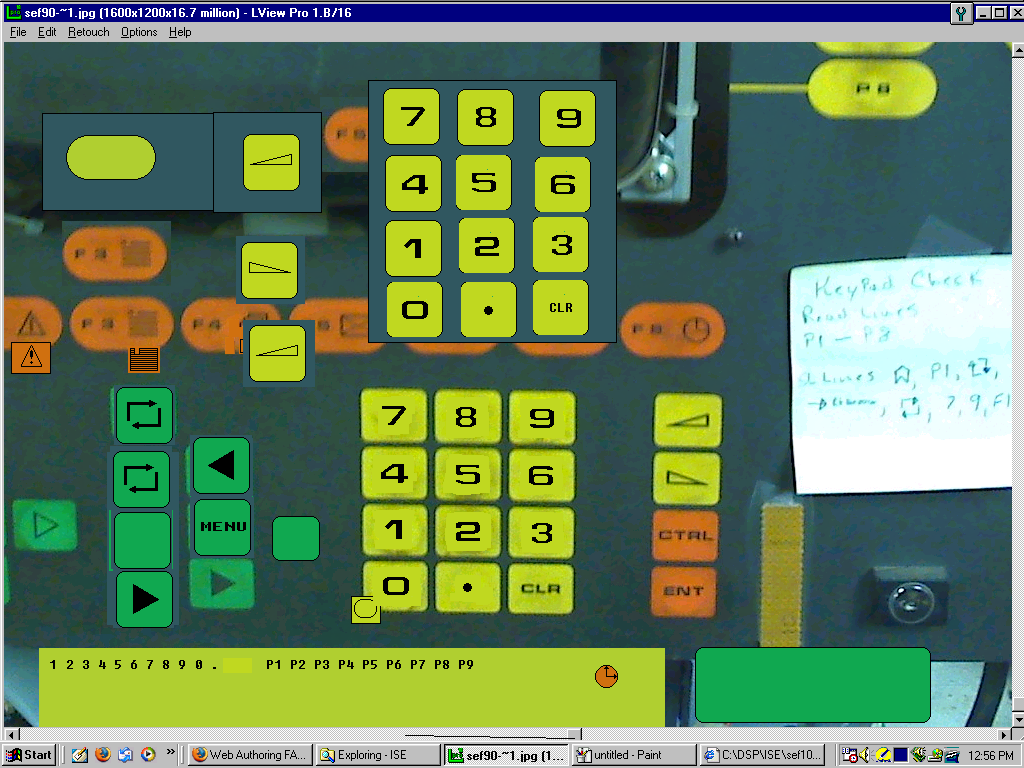 sef90-~1.jpg (1600x1200x16.7 million) - LView Pro 1.B/16
File Edit Retouch Options Help
P 8
F5
7 8 9
4 5 6
1 2 3
0 . CLR
F 3
F 3
F4
F 8
KeyPad Check
Read Lines
P1 — P8
Lines P1,
7, 9, F1
7 8 9
4 5 6
1 2 3
0 . CLR
MENU
CTRL
ENT
1 2 3 4 5 6 7 8 9 0 . P1 P2 P3 P4 P5 P6 P7 P8 P9
Start
Web Authoring FA...
Exploring - ISE
sef90-~1.jpg (1...
untitled - Paint
C:\DSP\ISE\sef10...
12:56 PM